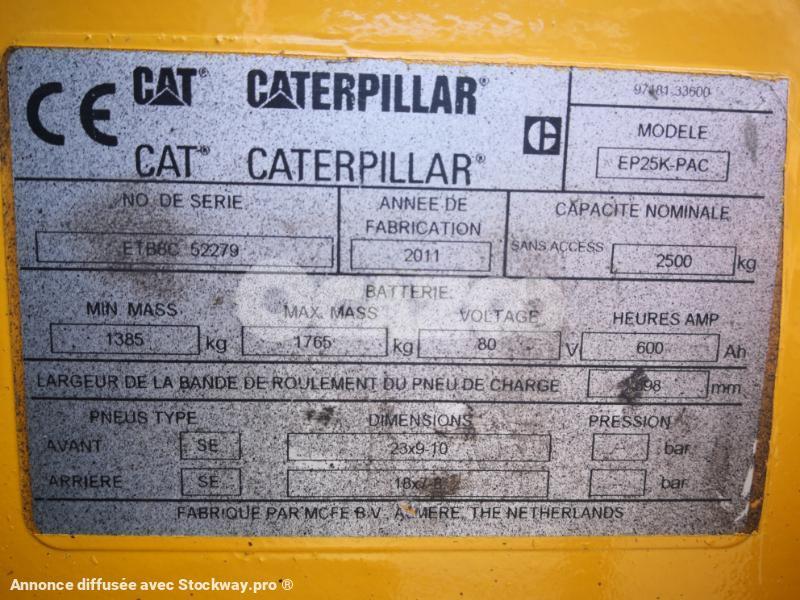 CE CAT® CATERPILLAR®
CAT® CATERPILLAR®
97181-33600
MODELE
EP25K-PAC
NO. DE SERIE
52279
ANNEE DE
FABRICATION
2011
CAPACITE NOMINALE
SANS ACCESS.
2500 kg
BATTERIE
MIN. MASS MAX. MASS VOLTAGE HEURES AMP
1385 kg 1765 kg 80 V 600 Ah
LARGEUR DE LA BANDE DE ROULEMENT DU PNEU DE CHARGE mm
PNEUS TYPE DIMENSIONS PRESSION
AVANT SE 23x9-10 -- bar
ARRIERE SE -- bar
FABRIQUE PAR MCFE B.V., ALMERE, THE NETHERLANDS
Annonce diffusée avec Stockway.pro ®